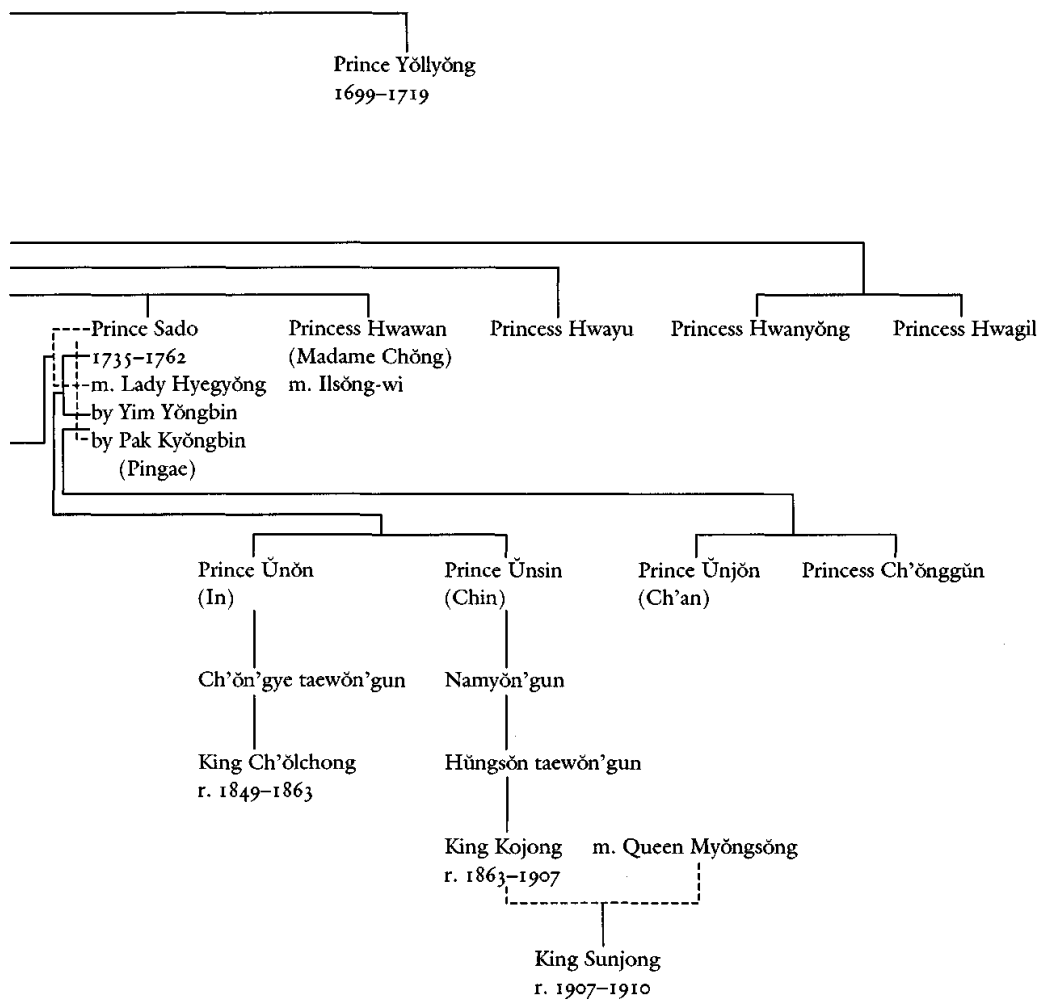 Prince Yŏllyŏng
1699–1719
Prince Sado
1735–1762
m. Lady Hyegyŏng
by Yim Yŏngbin
by Pak Kyŏngbin
(Pingae)
Princess Hwawan
(Madame Chŏng)
m. Ilsŏng-wi
Princess Hwayu
Princess Hwanyŏng
Princess Hwagil
Prince Ŭnŏn
(In)
Prince Ŭnsin
(Chin)
Prince Ŭnjŏn
(Ch'an)
Princess Ch'ŏnggŭn
Ch'ŏn'gye taewŏn'gun
Namyŏn'gun
King Ch'ŏlchong
r. 1849–1863
Hŭngsŏn taewŏn'gun
King Kojong
r. 1863–1907
m. Queen Myŏngsŏng
King Sunjong
r. 1907–1910